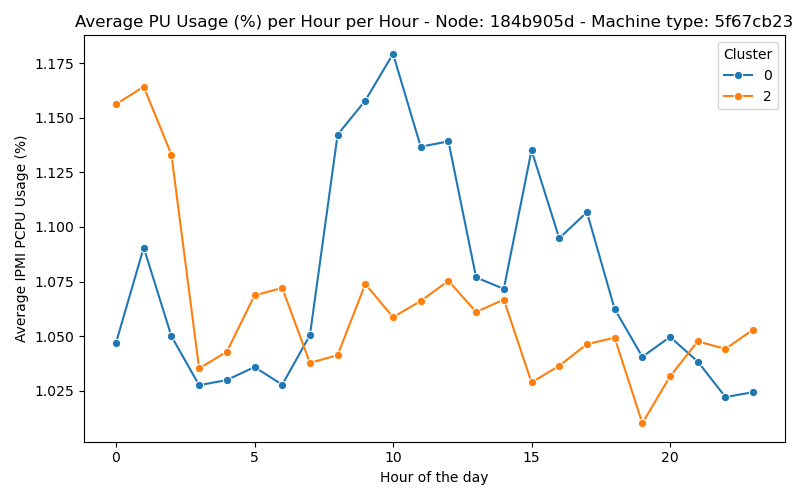 Average PU Usage (%) per Hour per Hour - Node: 184b905d - Machine type: 5f67cb23
Cluster
0
2
Average IPMI PCPU Usage (%)
1.175
1.150
1.125
1.100
1.075
1.050
1.025
0 5 10 15 20
Hour of the day